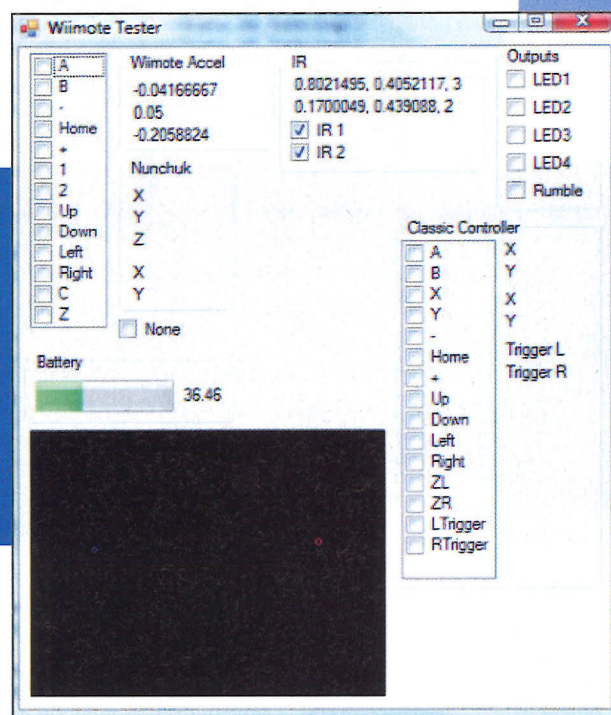 Wiimote Tester
A
B
-
Home
+
1
2
Up
Down
Left
Right
C
Z
Wiimote Accel
-0.04166667
0.05
-0.2058824
Nunchuk
X
Y
Z
X
Y
None
IR
0.8021495, 0.4052117, 3
0.1700049, 0.439088, 2
IR 1
IR 2
Outputs
LED1
LED2
LED3
LED4
Rumble
Battery
36.46
Classic Controller
A
B
X
Y
-
Home
+
Up
Down
Left
Right
ZL
ZR
LTrigger
RTrigger
X
Y
X
Y
Trigger L
Trigger R